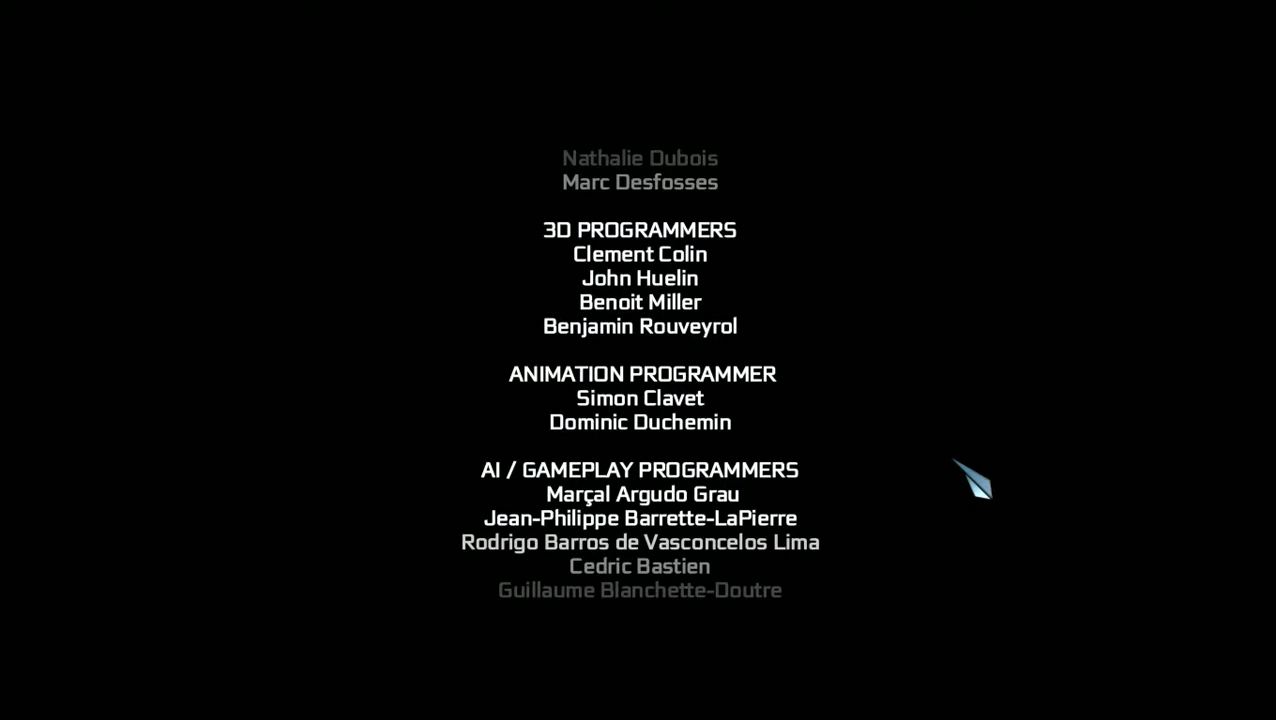 Nathalie Dubois
Marc Desfosses
3D PROGRAMMERS
Clement Colin
John Huelin
Benoit Miller
Benjamin Rouveyrol
ANIMATION PROGRAMMER
Simon Clavet
Dominic Duchemin
AI / GAMEPLAY PROGRAMMERS
Marçal Argudo Grau
Jean-Philippe Barrette-LaPierre
Rodrigo Barros de Vasconcelos Lima
Cedric Bastien
Guillaume Blanchette-Doutre